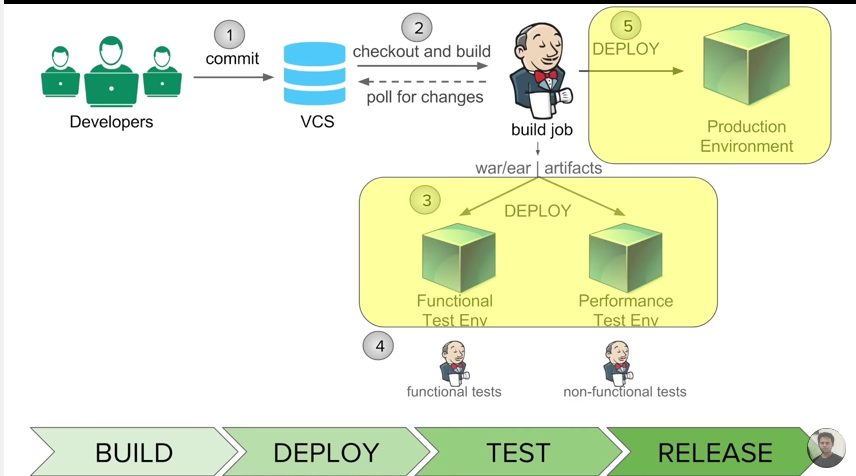 1
commit
2
checkout and build
poll for changes
5
DEPLOY
Developers
VCS
build job
Production
Environment
war/ear | artifacts
3
DEPLOY
Functional
Test Env
Performance
Test Env
4
functional tests
non-functional tests
BUILD
DEPLOY
TEST
RELEASE